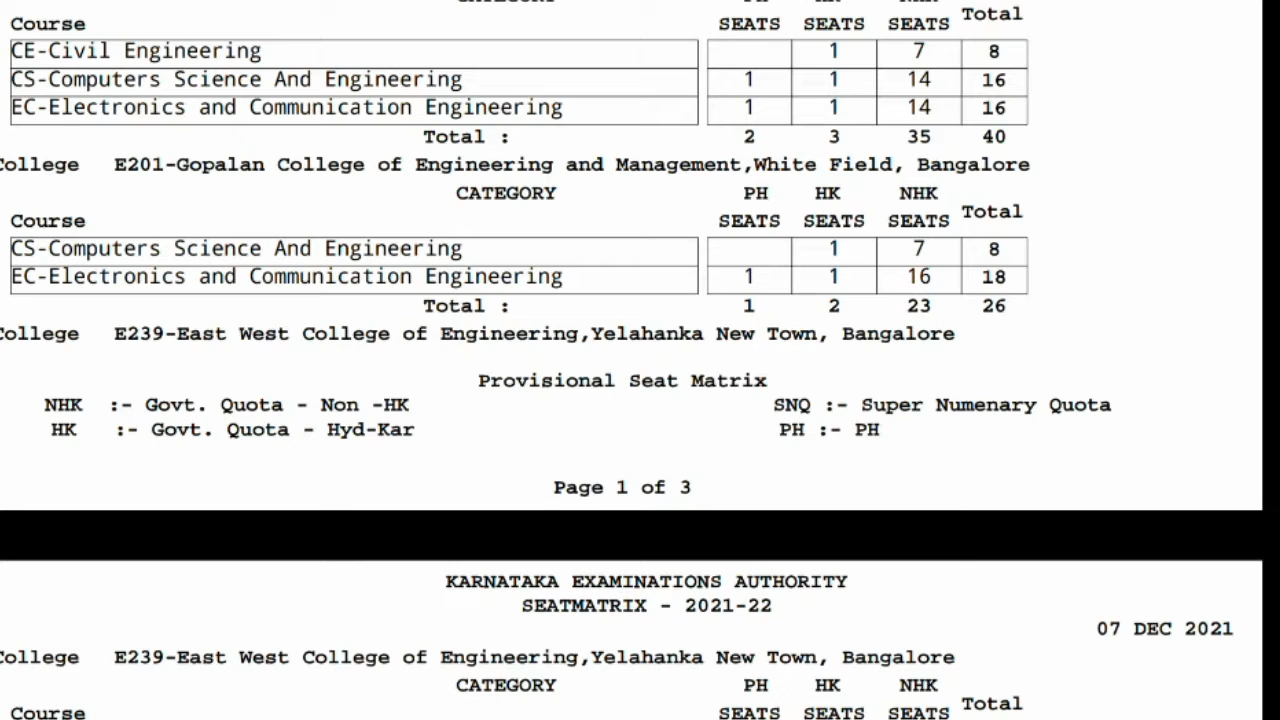 Course SEATS SEATS SEATS Total
CE-Civil Engineering 1 7 8
CS-Computers Science And Engineering 1 1 14 16
EC-Electronics and Communication Engineering 1 1 14 16
Total : 2 3 35 40
College E201-Gopalan College of Engineering and Management,White Field, Bangalore
CATEGORY PH HK NHK
Course SEATS SEATS SEATS Total
CS-Computers Science And Engineering 1 7 8
EC-Electronics and Communication Engineering 1 1 16 18
Total : 1 2 23 26
College E239-East West College of Engineering,Yelahanka New Town, Bangalore
Provisional Seat Matrix
NHK :- Govt. Quota - Non -HK SNQ :- Super Numenary Quota
HK :- Govt. Quota - Hyd-Kar PH :- PH
Page 1 of 3
KARNATAKA EXAMINATIONS AUTHORITY
SEATMATRIX - 2021-22
07 DEC 2021
College E239-East West College of Engineering,Yelahanka New Town, Bangalore
CATEGORY PH HK NHK
Course SEATS SEATS SEATS Total